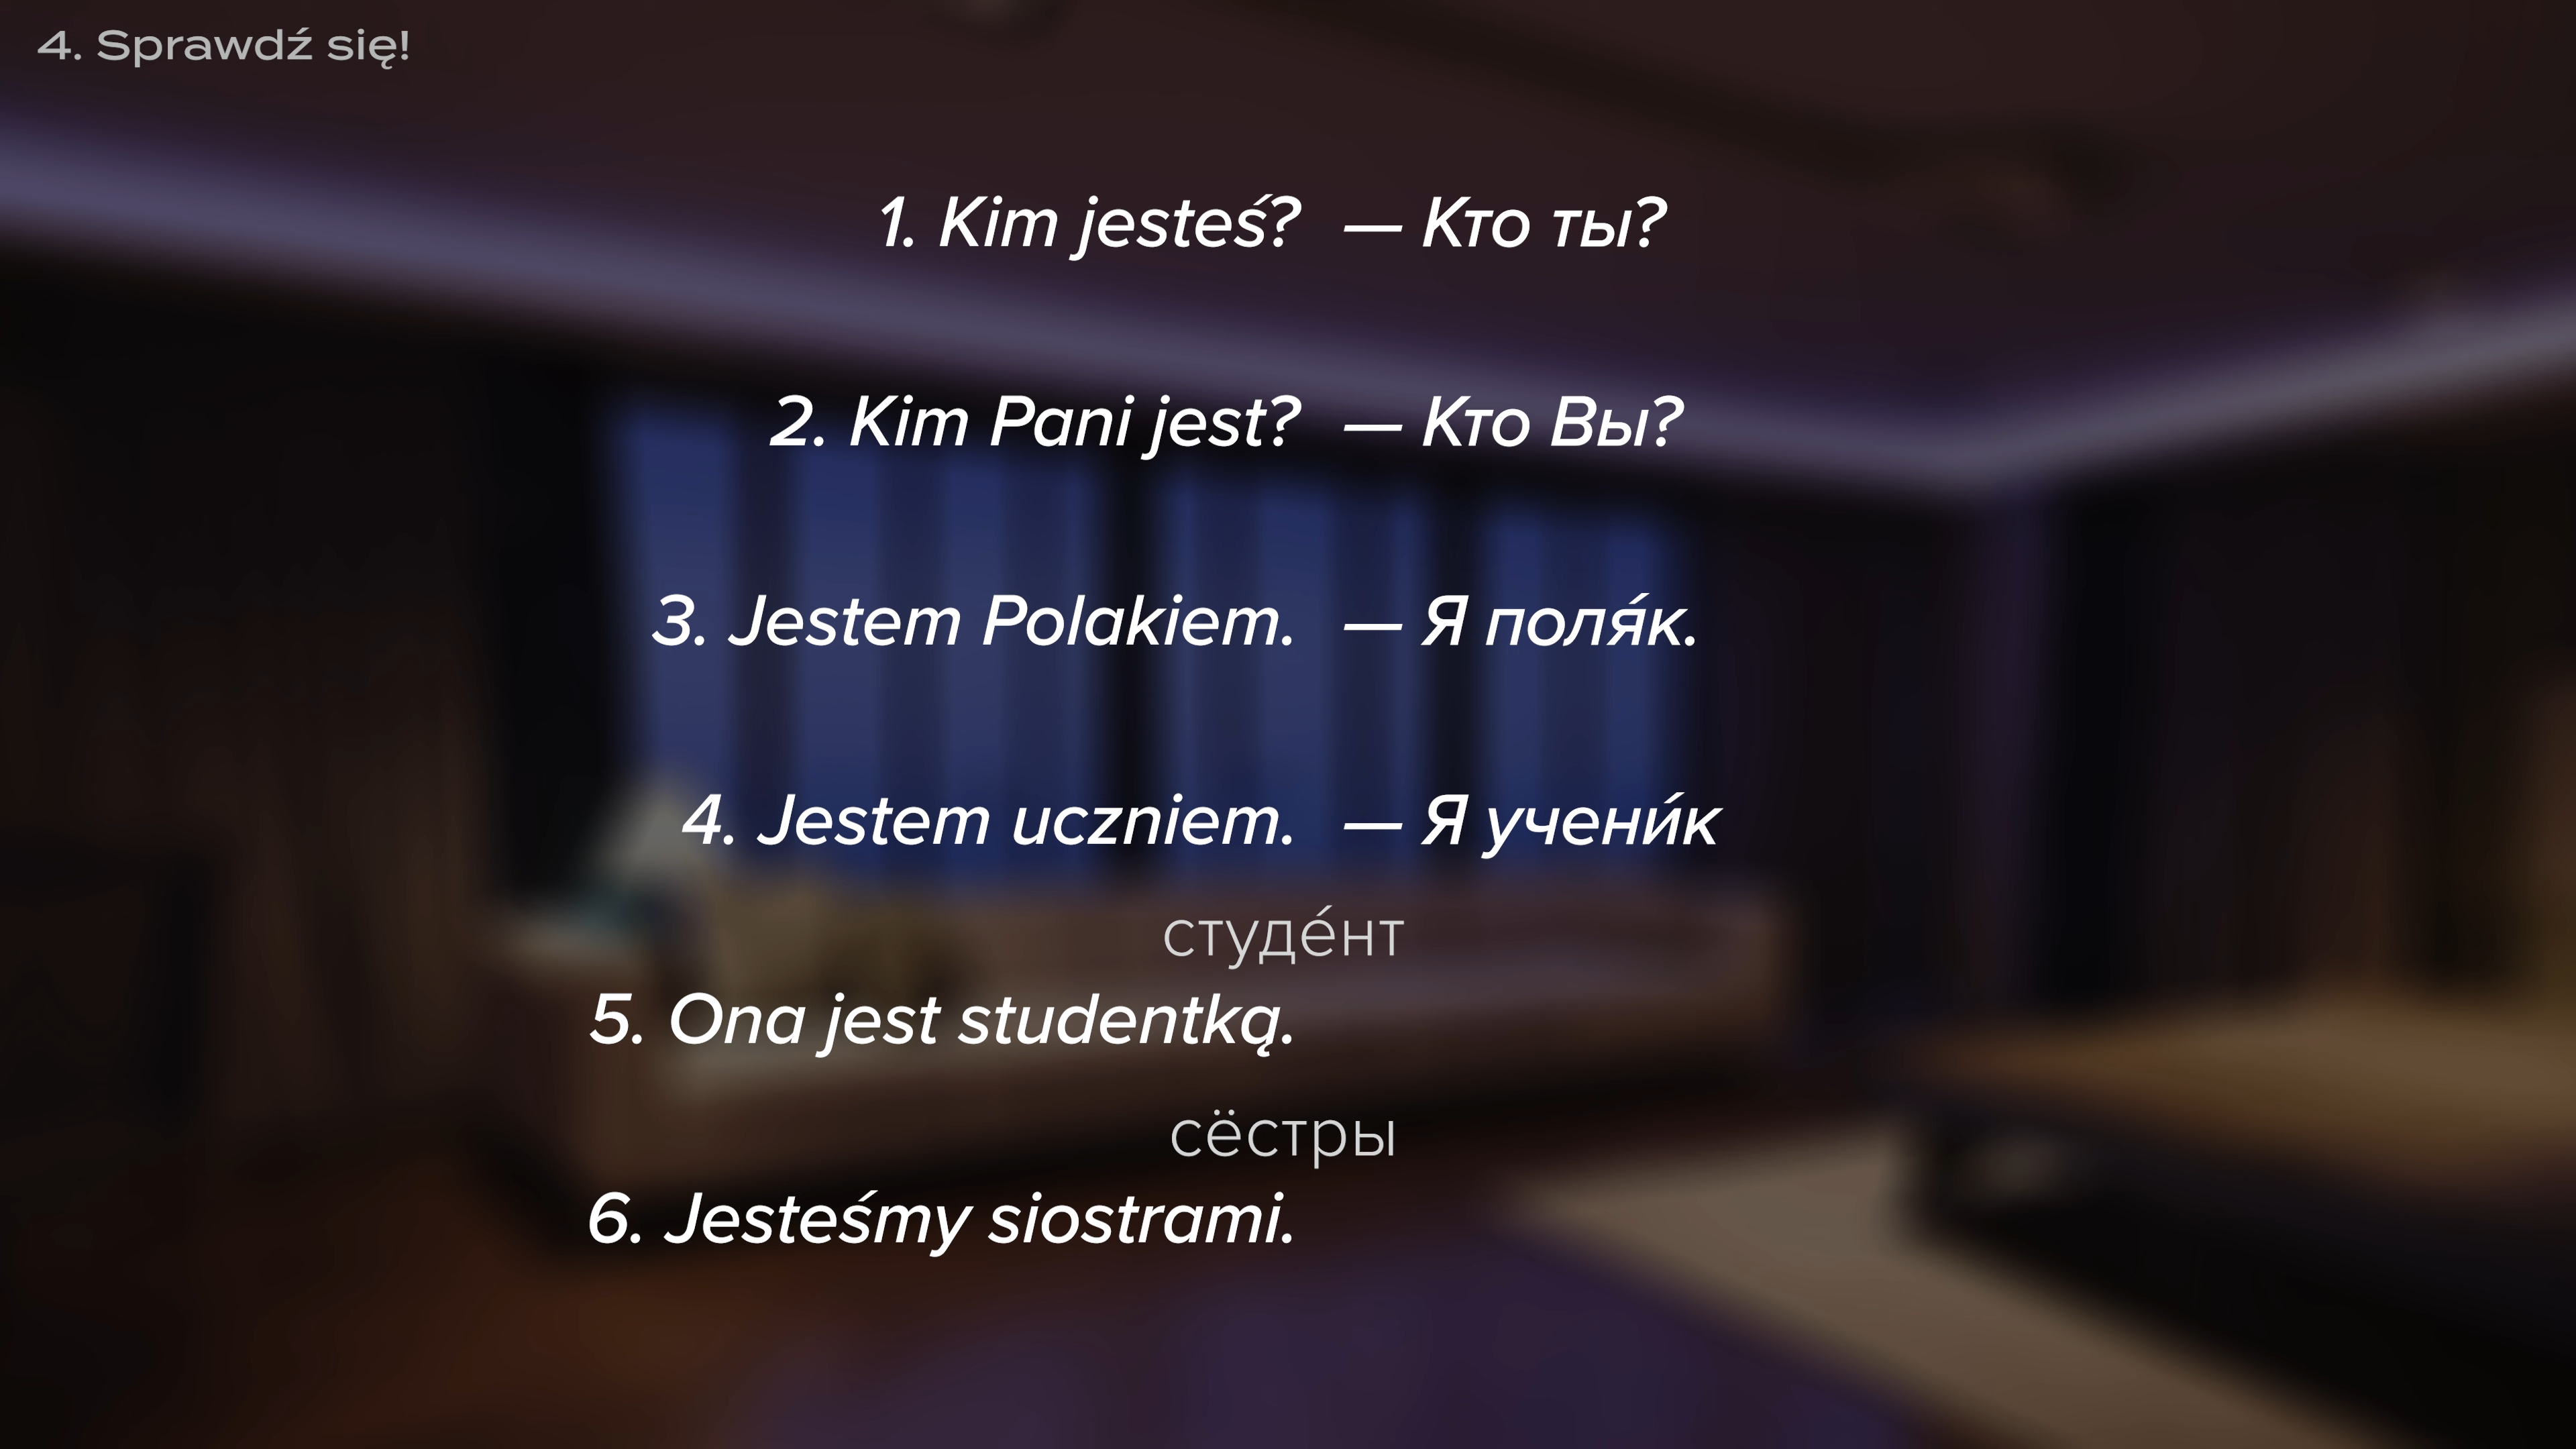 4. Sprawdź się!
1. Kim jesteś? — Кто ты?
2. Kim Pani jest? — Кто Вы?
3. Jestem Polakiem. — Я поля́к.
4. Jestem uczniem. — Я учени́к
студе́нт
5. Ona jest studentką.
сёстры
6. Jesteśmy siostrami.